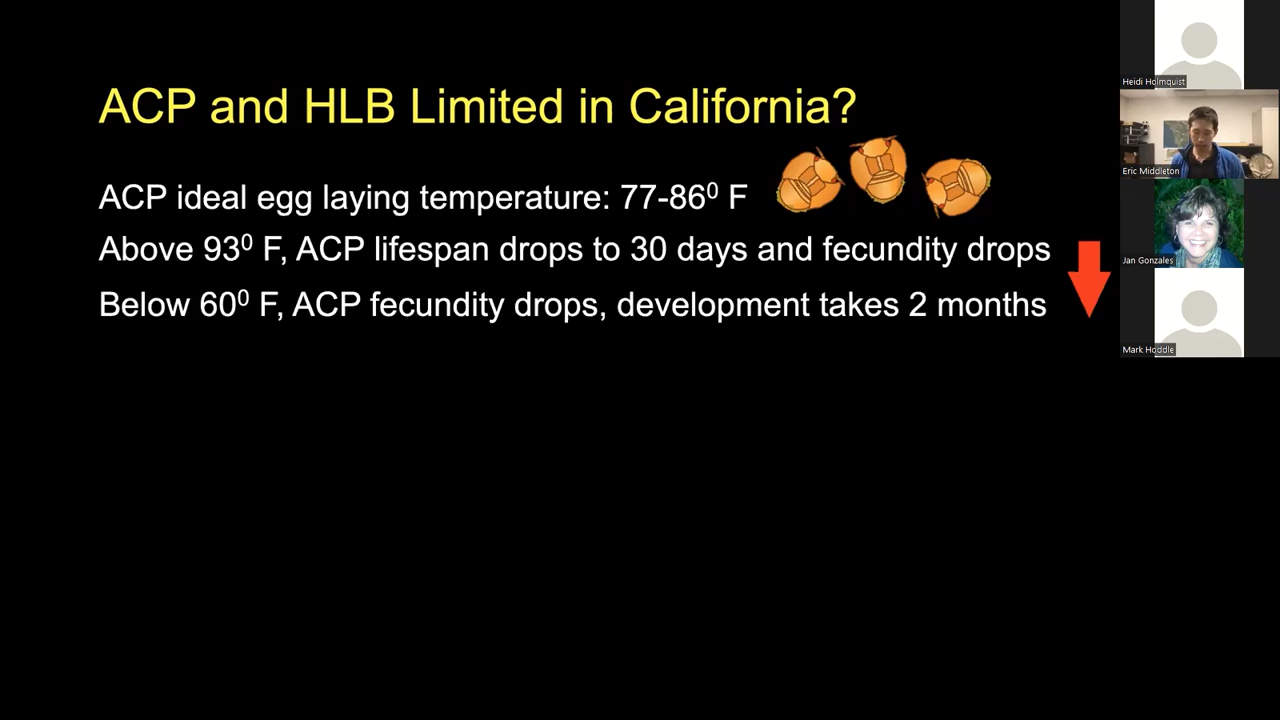 ACP and HLB Limited in California?
ACP ideal egg laying temperature: 77-86⁰ F
Above 93⁰ F, ACP lifespan drops to 30 days and fecundity drops
Below 60⁰ F, ACP fecundity drops, development takes 2 months
Heidi Holmquist
Eric Middleton
Jan Gonzales
Mark Hoddle